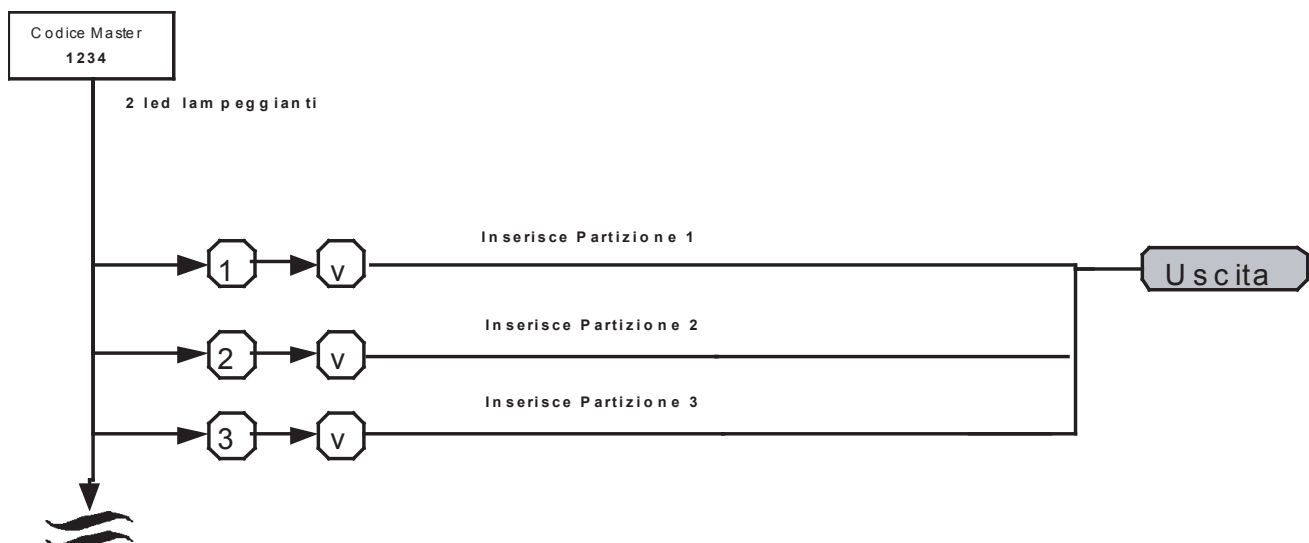 Codice Master
1234
2 led lampeggianti
Inserisce Partizione 1
1
v
Uscita
Inserisce Partizione 2
2
v
Inserisce Partizione 3
3
v